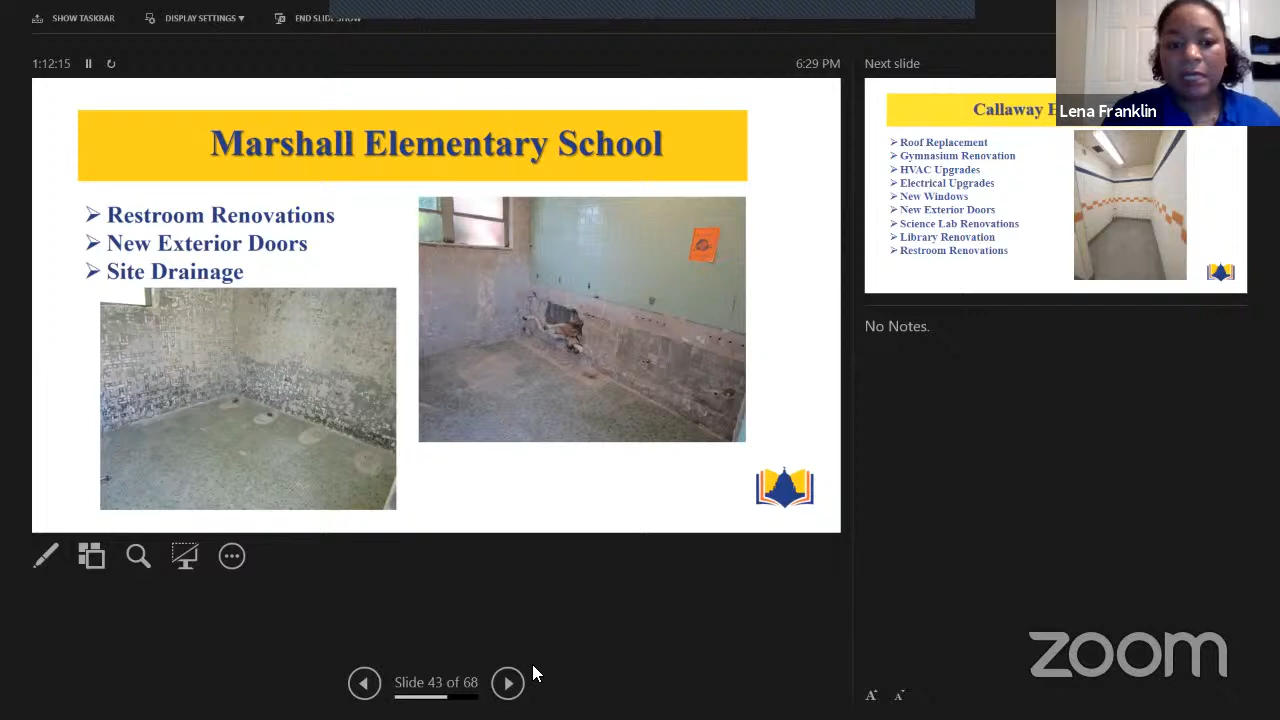 SHOW TASKBAR
DISPLAY SETTINGS ▼
END SLIDE SHOW
1:12:15
6:29 PM
Next slide
Marshall Elementary School
➢ Restroom Renovations
➢ New Exterior Doors
➢ Site Drainage
Callaway
Lena Franklin
➢ Roof Replacement
➢ Gymnasium Renovation
➢ HVAC Upgrades
➢ Electrical Upgrades
➢ New Windows
➢ New Exterior Doors
➢ Science Lab Renovations
➢ Library Renovation
➢ Restroom Renovations
No Notes.
Slide 43 of 68
zoom
A A